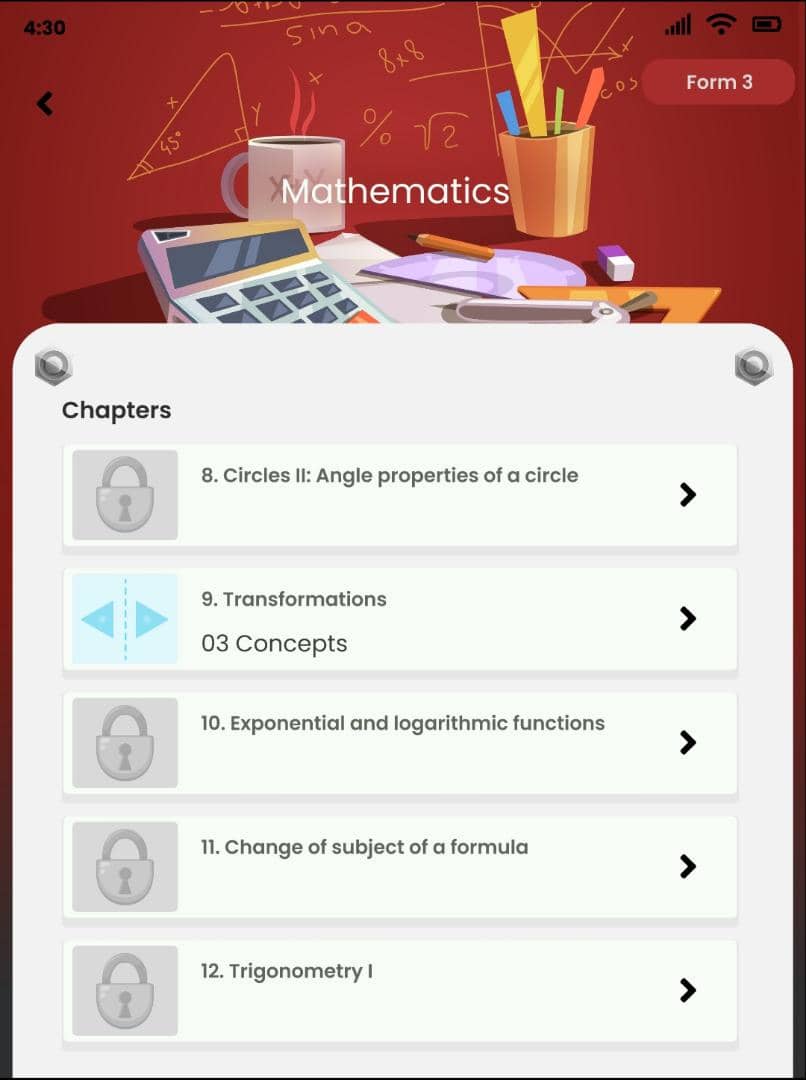 4:30
Sin a
8x8
cos
Form 3
45°
Y
% √2
X+Y
Mathematics
Chapters
8. Circles II: Angle properties of a circle
9. Transformations
03 Concepts
10. Exponential and logarithmic functions
11. Change of subject of a formula
12. Trigonometry I